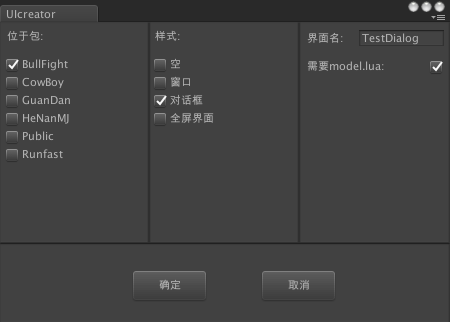 UIcreator
位于包:
BullFight
CowBoy
GuanDan
HeNanMJ
Public
Runfast
样式:
空
窗口
对话框
全屏界面
界面名: TestDialog
需要model.lua:
确定
取消